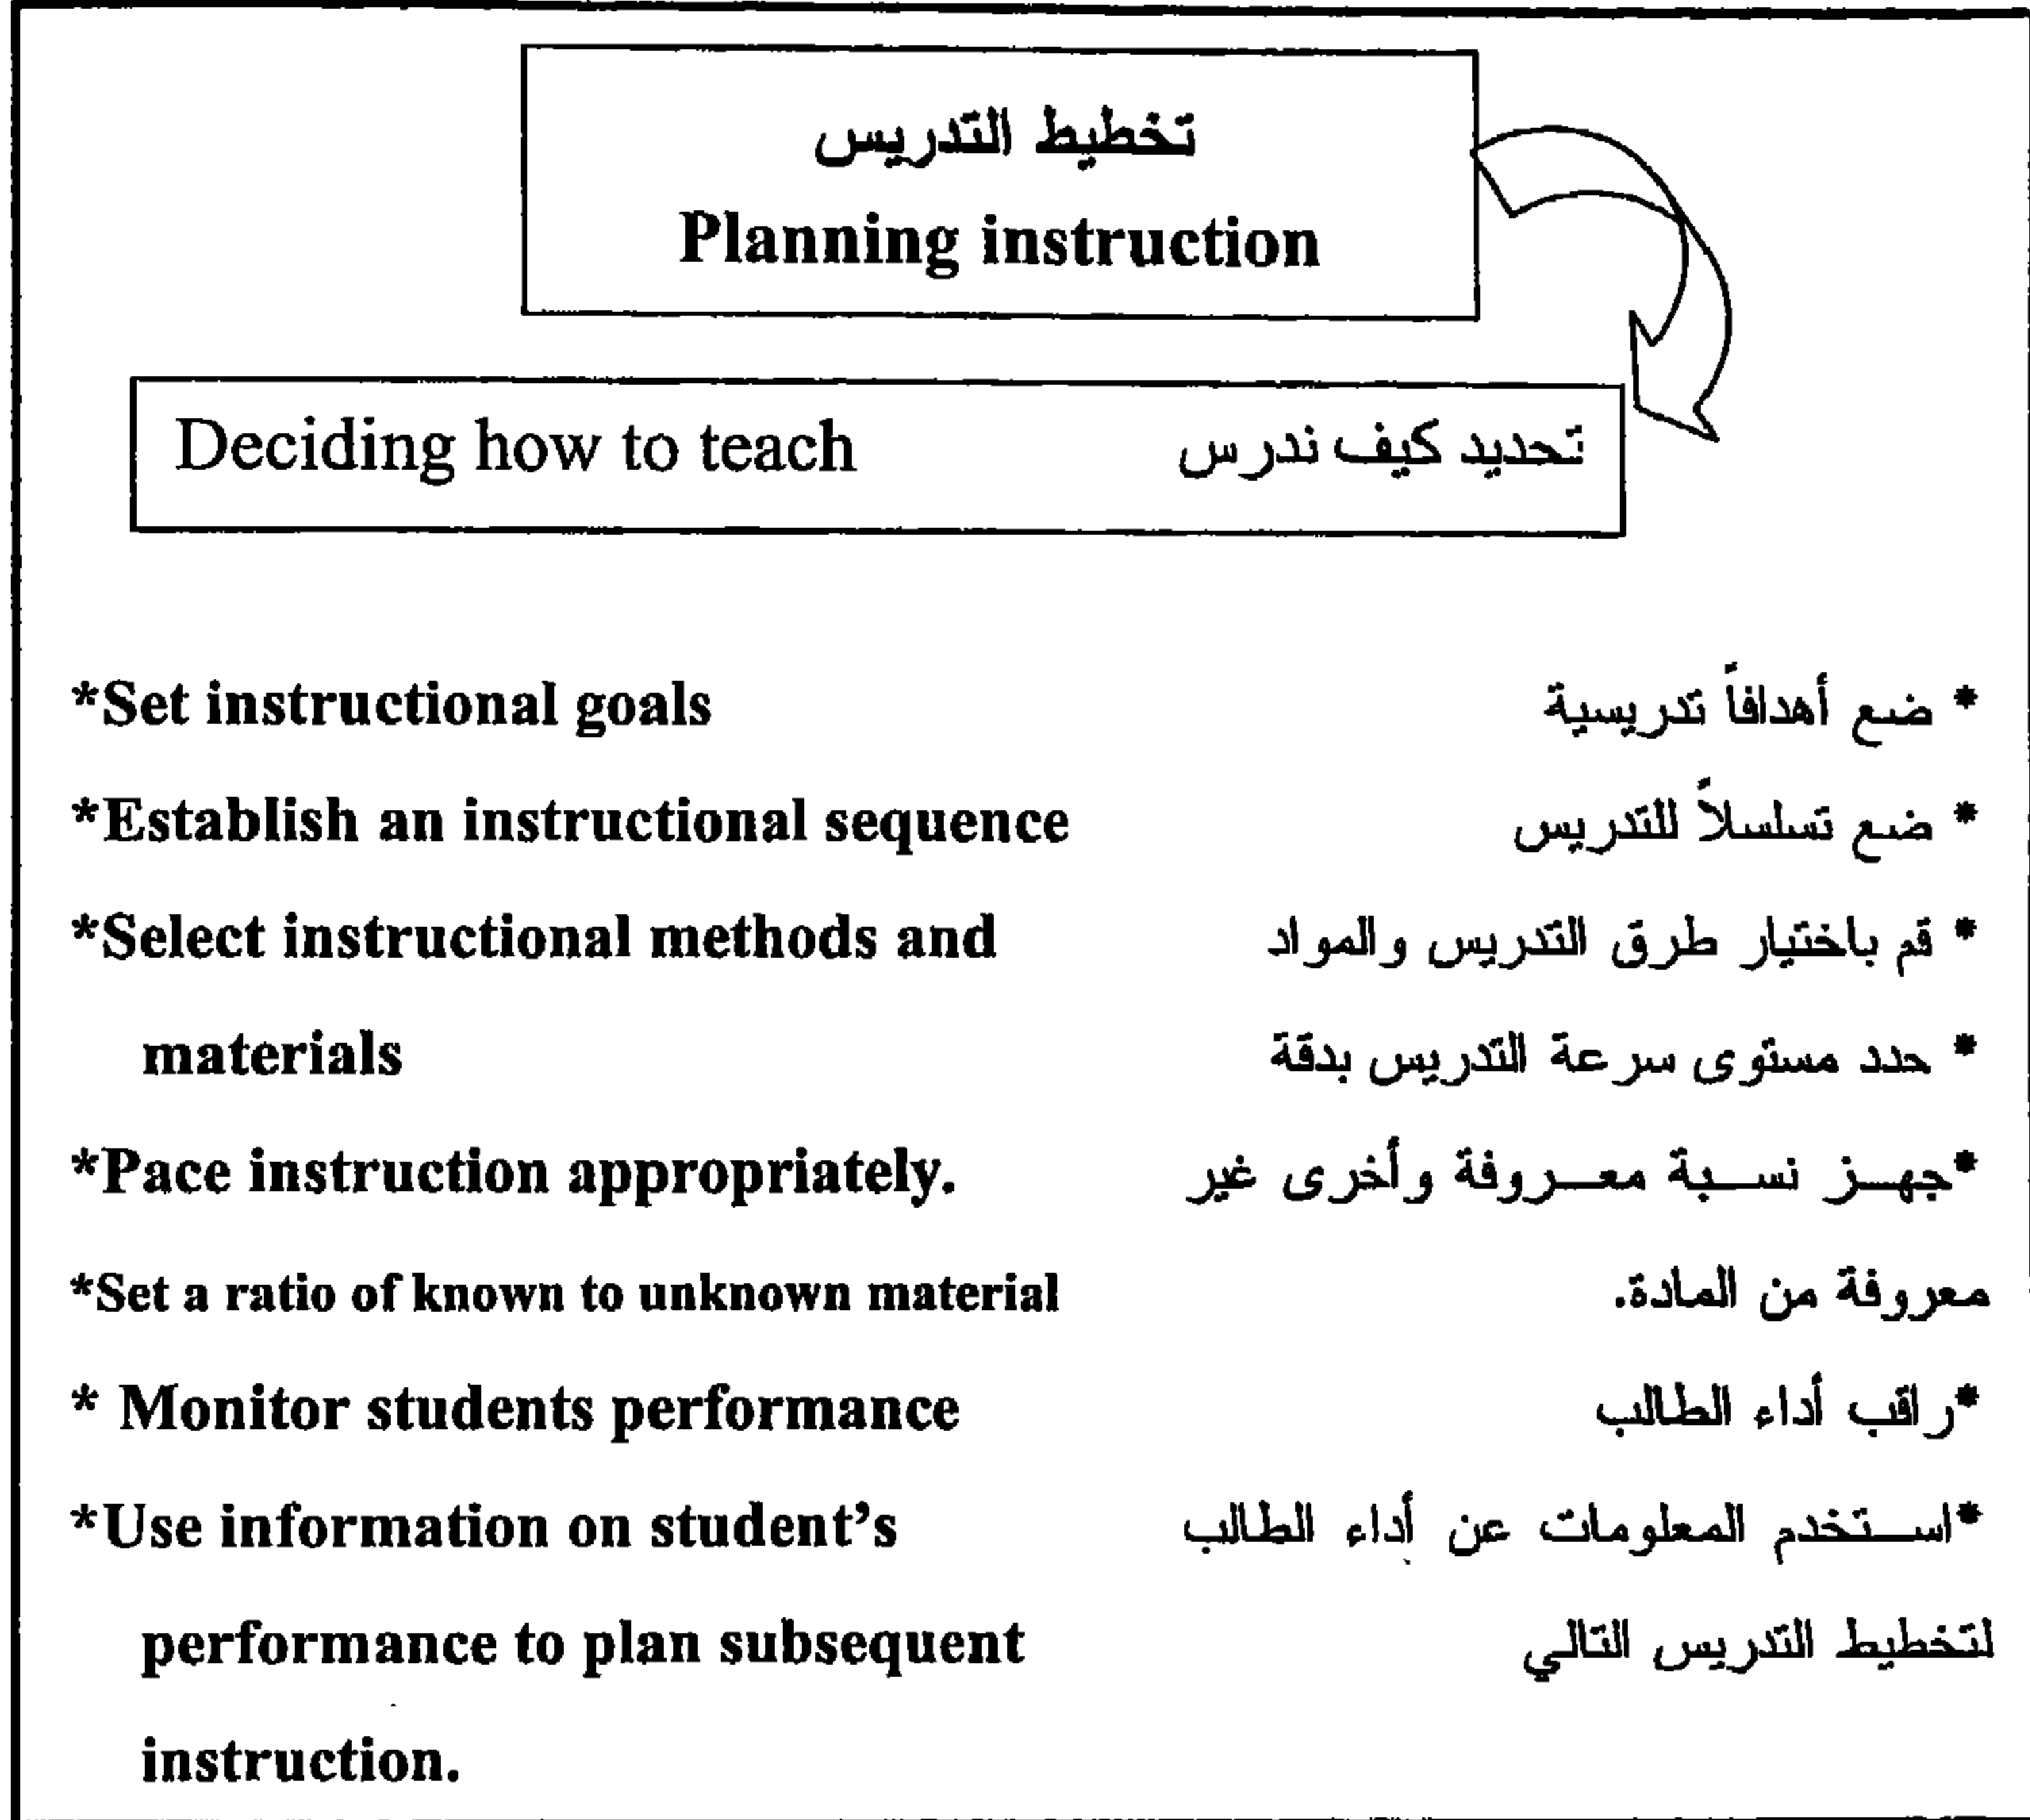 تخطيط التدريس
Planning instruction
Deciding how to teach تحديد كيف ندرس
*Set instructional goals * ضع أهدافاً تدريسية
*Establish an instructional sequence * ضع تسلسلاً للتدريس
*Select instructional methods and * قم باختيار طرق التدريس والمواد
materials * حدد مستوى سرعة التدريس بدقة
*Pace instruction appropriately. *جهز نسبة معروفة وأخرى غير
*Set a ratio of known to unknown material معروفة من المادة.
* Monitor students performance *راقب أداء الطالب
*Use information on student’s *استخدم المعلومات عن أداء الطالب
performance to plan subsequent لتخطيط التدريس التالي
instruction.